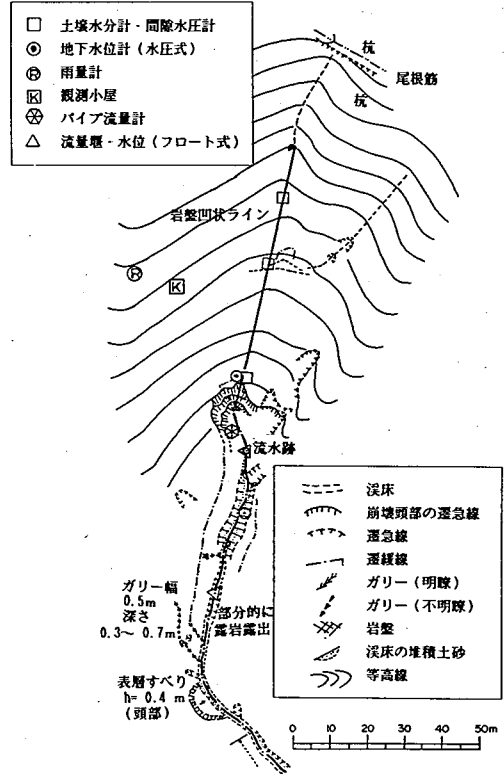 土壌水分計・間隙水圧計
地下水位計(水圧式)
R 雨量計
K 観測小屋
パイプ流量計
流量堰・水位(フロート式)
杭
尾根筋
杭
岩盤凹状ライン
R
K
流水跡
ガリー幅
0.5m
深さ
0.3〜 0.7m
部分的に
露岩露出
表層すべり
h= 0.4 m
(頭部)
渓床
崩壊頭部の遷急線
遷急線
遷緩線
ガリー(明瞭)
ガリー(不明瞭)
岩盤
渓床の堆積土砂
等高線
0 10 20 30 40 50m